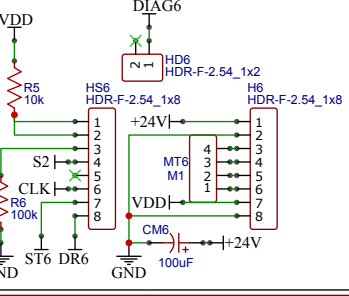 VDD
DIAG6
2 1
HD6
HDR-F-2.54_1x2
R5
10k
HS6
HDR-F-2.54_1x8
H6
HDR-F-2.54_1x8
+24V
1
2
3
4
5
6
7
8
S2
CLK
R6
100k
MT6
M1
4
3
2
1
1
2
3
4
5
6
7
8
VDD
CM6
100uF
+24V
ND
ST6
DR6
GND